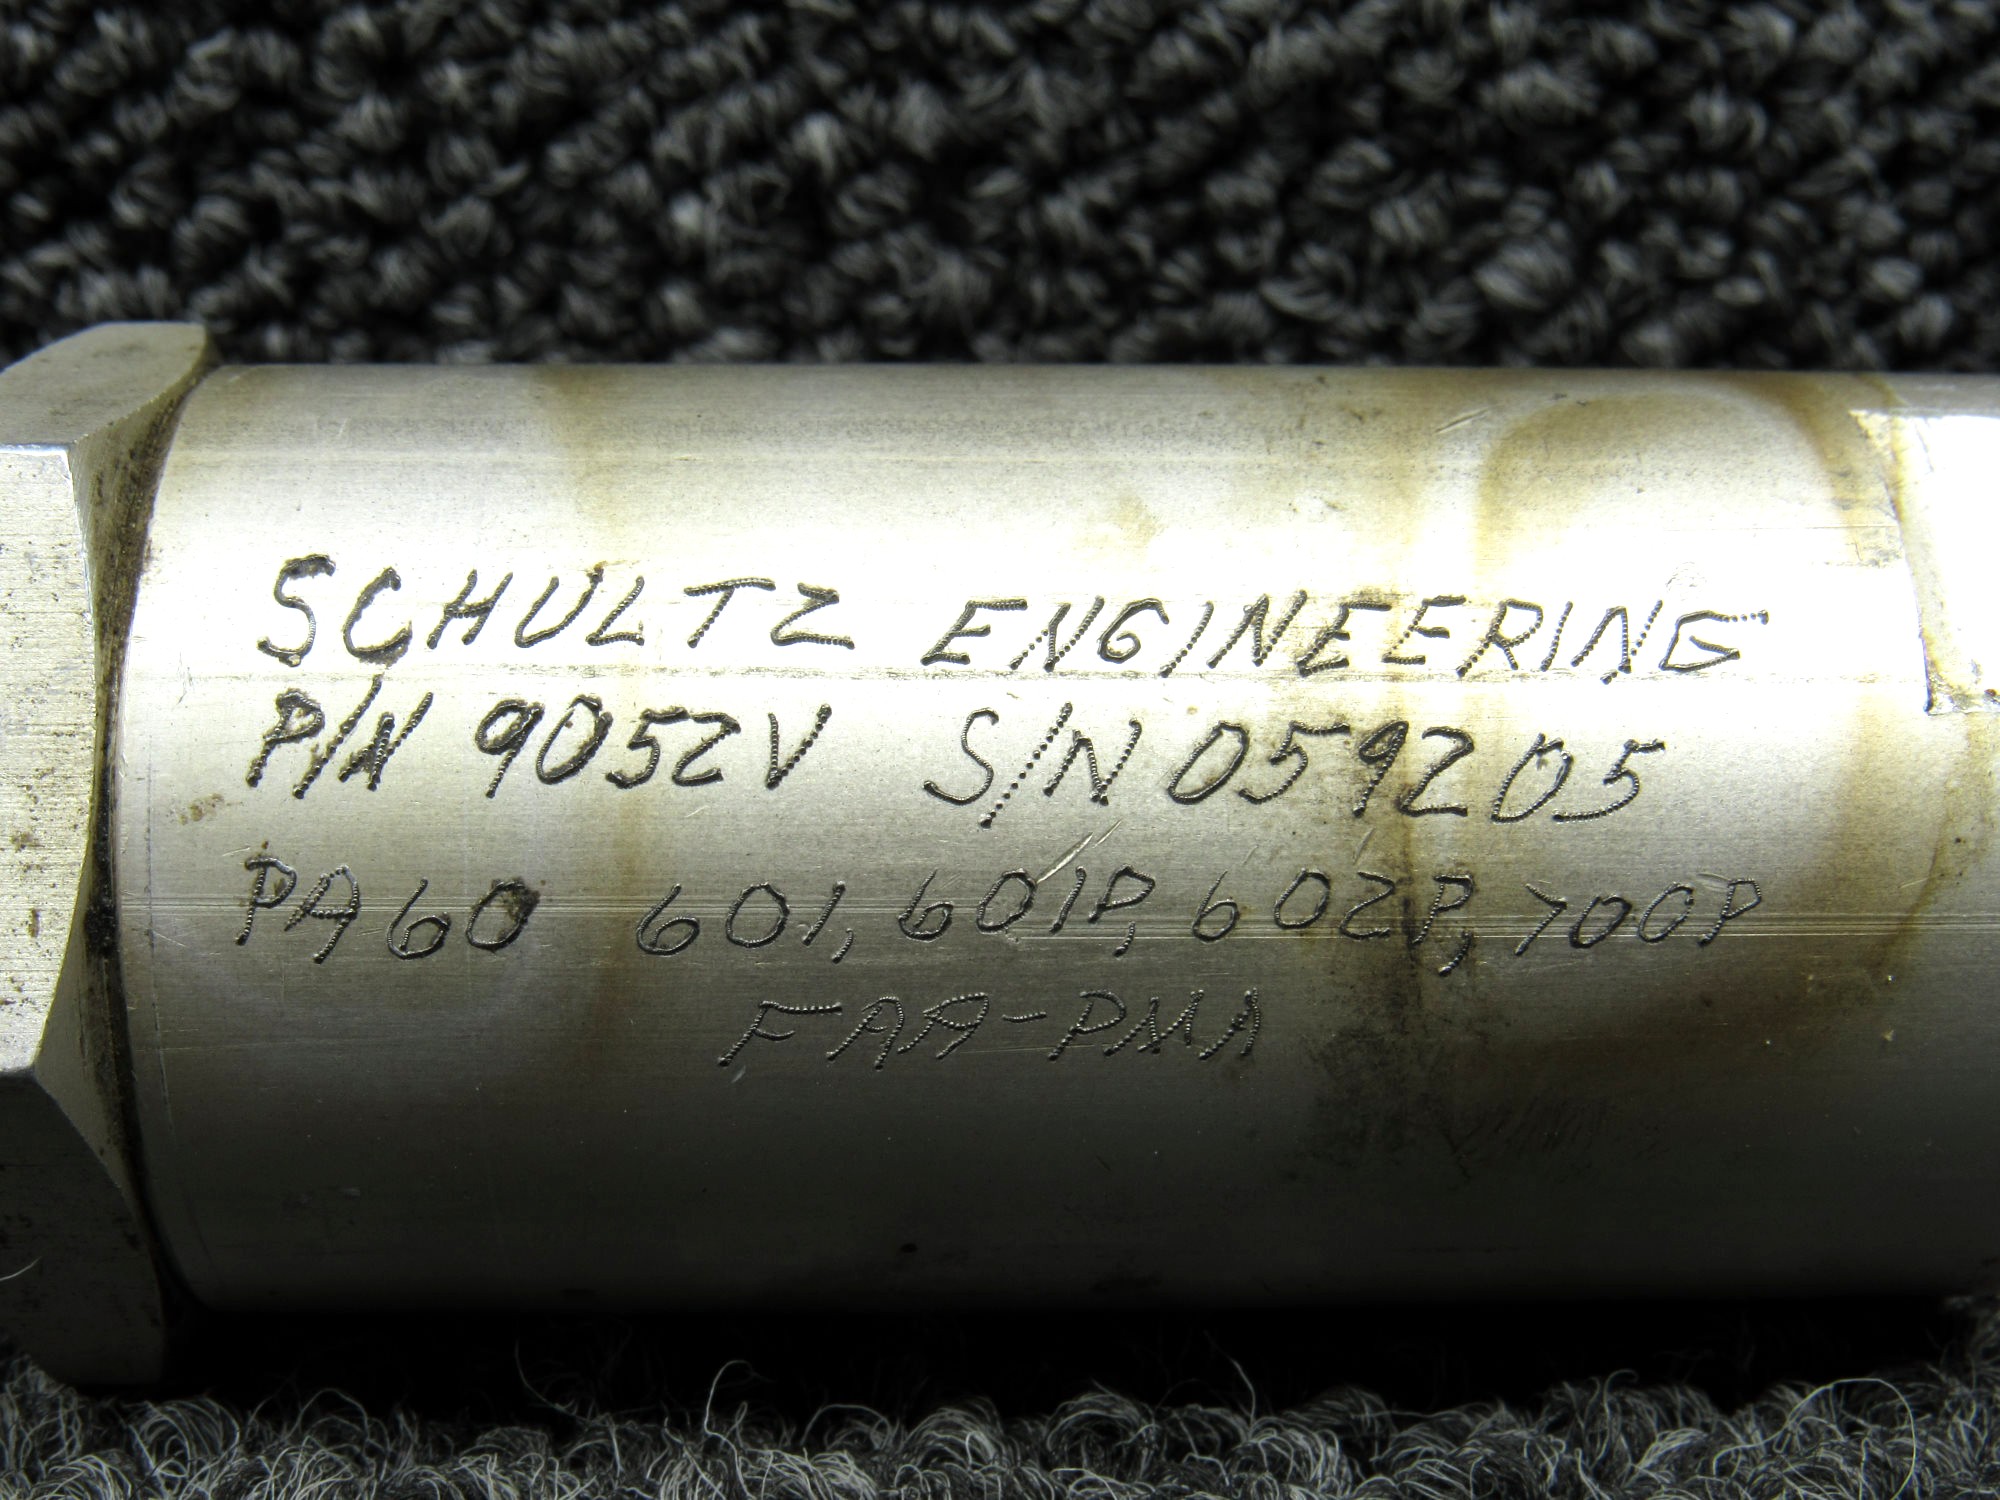 SCHULTZ ENGINEERING
P/N 9052V S/N 059205
PA60 601, 601P, 602P, 700P
FAA-PMA